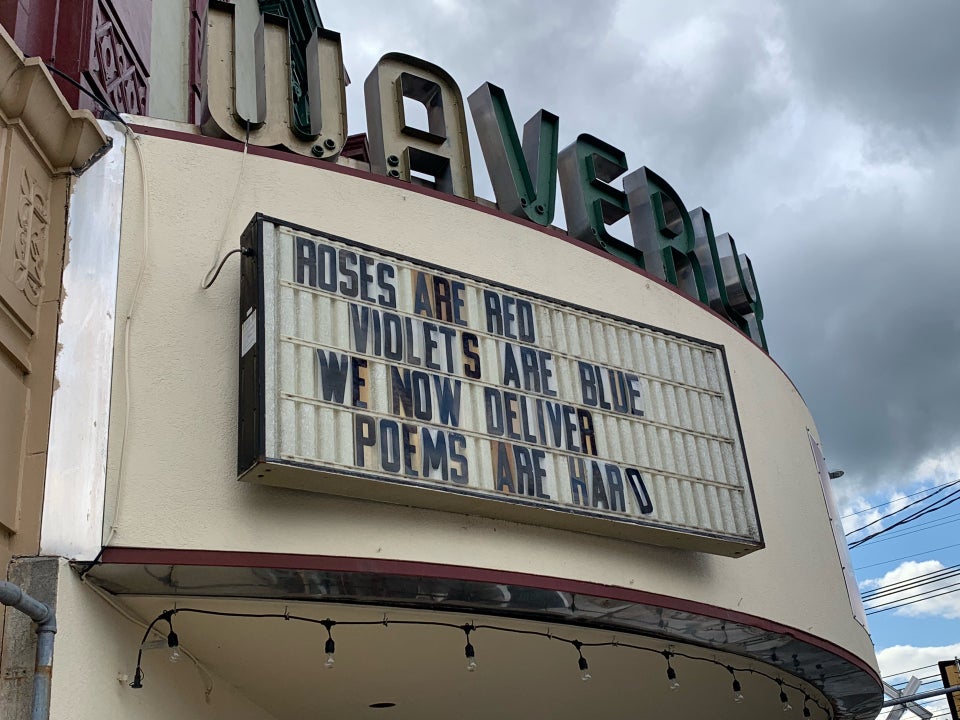 WAVERLY
ROSES ARE RED
VIOLETS ARE BLUE
WE NOW DELIVER
POEMS ARE HARD